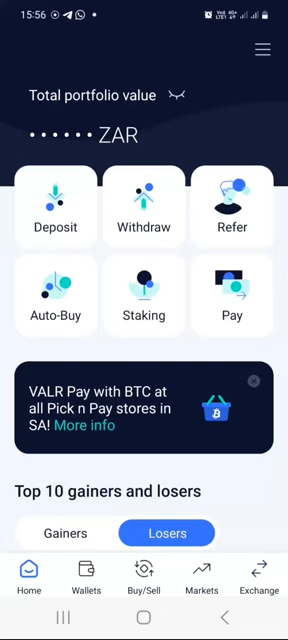 15:56
Total portfolio value
•••••• ZAR
Deposit
Withdraw
Refer
Auto-Buy
Staking
Pay
VALR Pay with BTC at
all Pick n Pay stores in
SA! More info
Top 10 gainers and losers
Gainers
Losers
Home
Wallets
Buy/Sell
Markets
Exchange